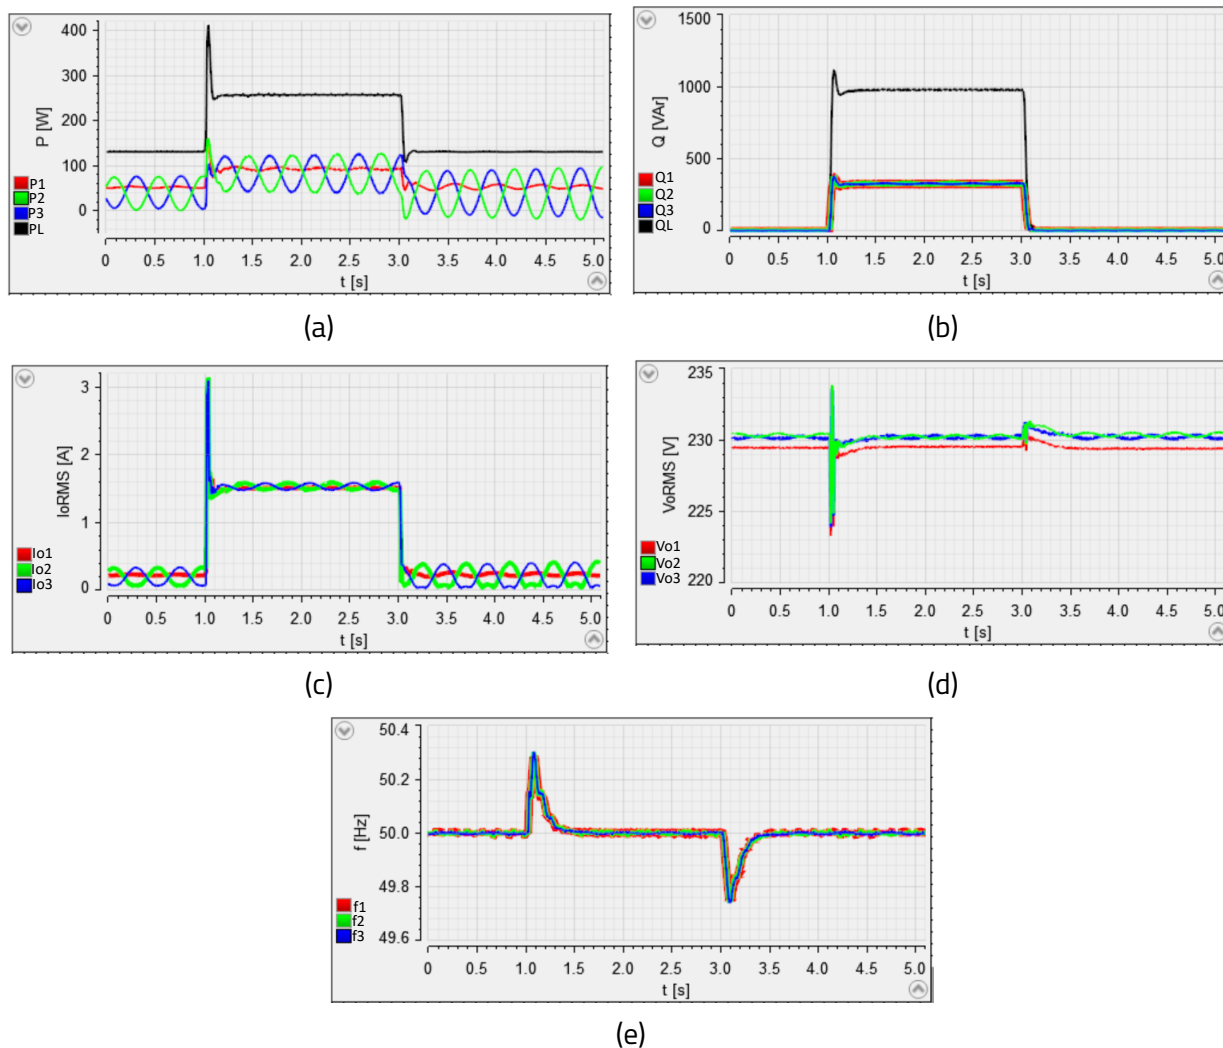 400
300
200
100
0
P [W]
P1
P2
P3
PL
0 0.5 1.0 1.5 2.0 2.5 3.0 3.5 4.0 4.5 5.0
t [s]
(a)
1500
1000
500
0
Q [VAr]
Q1
Q2
Q3
QL
0 0.5 1.0 1.5 2.0 2.5 3.0 3.5 4.0 4.5 5.0
t [s]
(b)
3
2
1
0
IoRMS [A]
Io1
Io2
Io3
0 0.5 1.0 1.5 2.0 2.5 3.0 3.5 4.0 4.5 5.0
t [s]
(c)
235
230
225
220
VoRMS [V]
Vo1
Vo2
Vo3
0 0.5 1.0 1.5 2.0 2.5 3.0 3.5 4.0 4.5 5.0
t [s]
(d)
50.4
50.2
50.0
49.8
49.6
f [Hz]
f1
f2
f3
0 0.5 1.0 1.5 2.0 2.5 3.0 3.5 4.0 4.5 5.0
t [s]
(e)